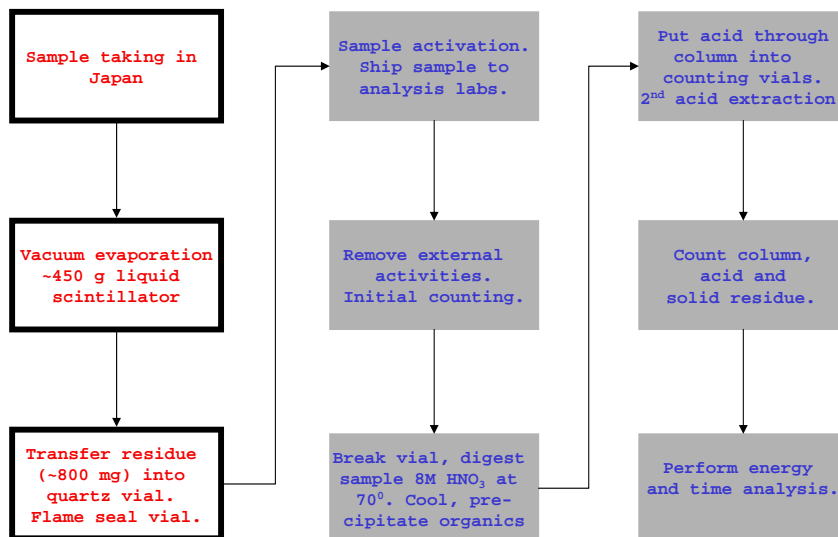 Sample taking in
Japan
Vacuum evaporation
~450 g liquid
scintillator
Transfer residue
(~800 mg) into
quartz vial.
Flame seal vial.
Sample activation.
Ship sample to
analysis labs.
Remove external
activities.
Initial counting.
Break vial, digest
sample 8M HNO₃ at
70⁰. Cool, pre-
cipitate organics
Put acid through
column into
counting vials.
2ⁿᵈ acid extraction
Count column,
acid and
solid residue.
Perform energy
and time analysis.